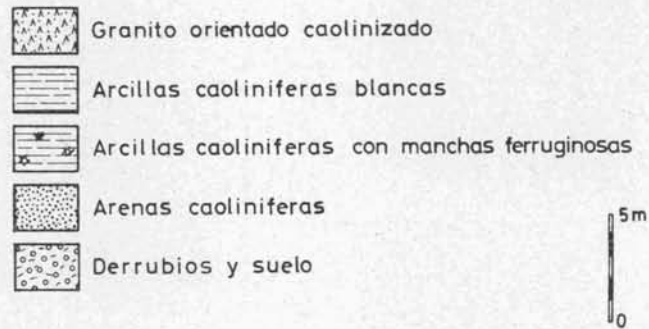 Granito orientado caolinizado
Arcillas caoliniferas blancas
Arcillas caoliniferas con manchas ferruginosas
Arenas caoliniferas
5m
Derrubios y suelo
0